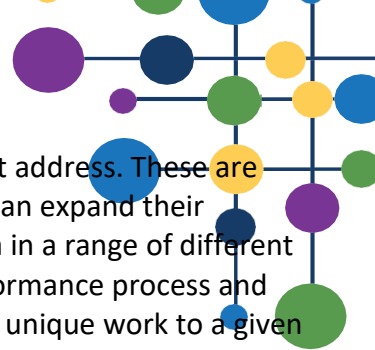 t address. These are
an expand their
in a range of different
ormance process and
unique work to a given